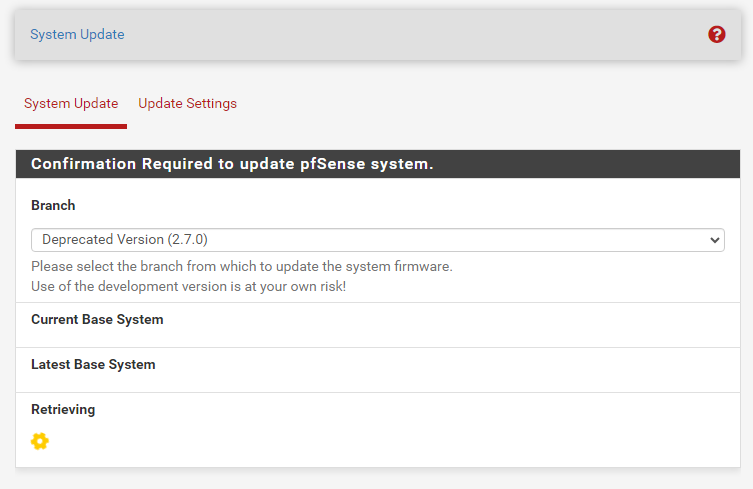 System Update
System Update Update Settings
Confirmation Required to update pfSense system.
Branch
Deprecated Version (2.7.0)
Please select the branch from which to update the system firmware.
Use of the development version is at your own risk!
Current Base System
Latest Base System
Retrieving